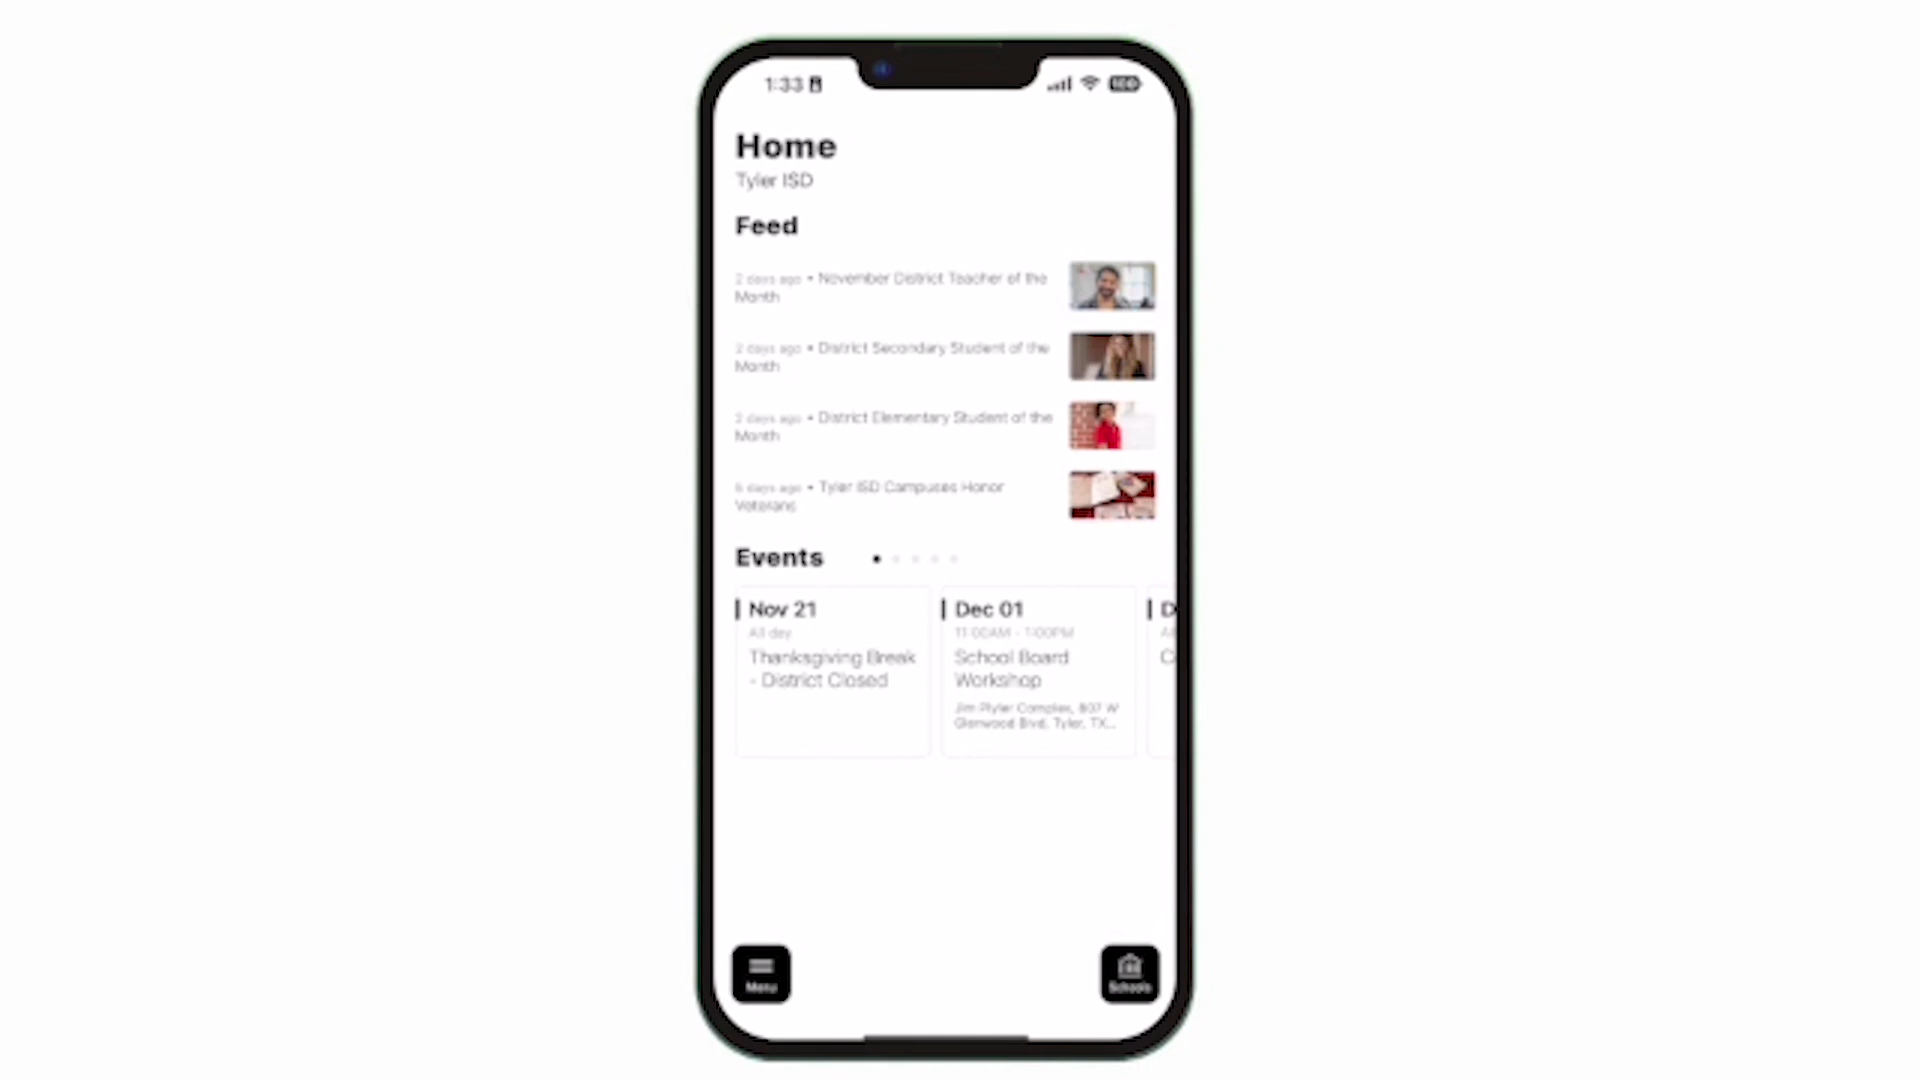 1:33
100
Home
Tyler ISD
Feed
2 days ago • November District Teacher of the
Month
2 days ago • District Secondary Student of the
Month
2 days ago • District Elementary Student of the
Month
6 days ago • Tyler ISD Campuses Honor
Veterans
Events
Nov 21
All day
Thanksgiving Break
- District Closed
Dec 01
11:00AM - 1:00PM
School Board
Workshop
Jim Plyler Complex, 807 W
Glenwood Blvd, Tyler, TX...
D
Al
C
Menu
Schools